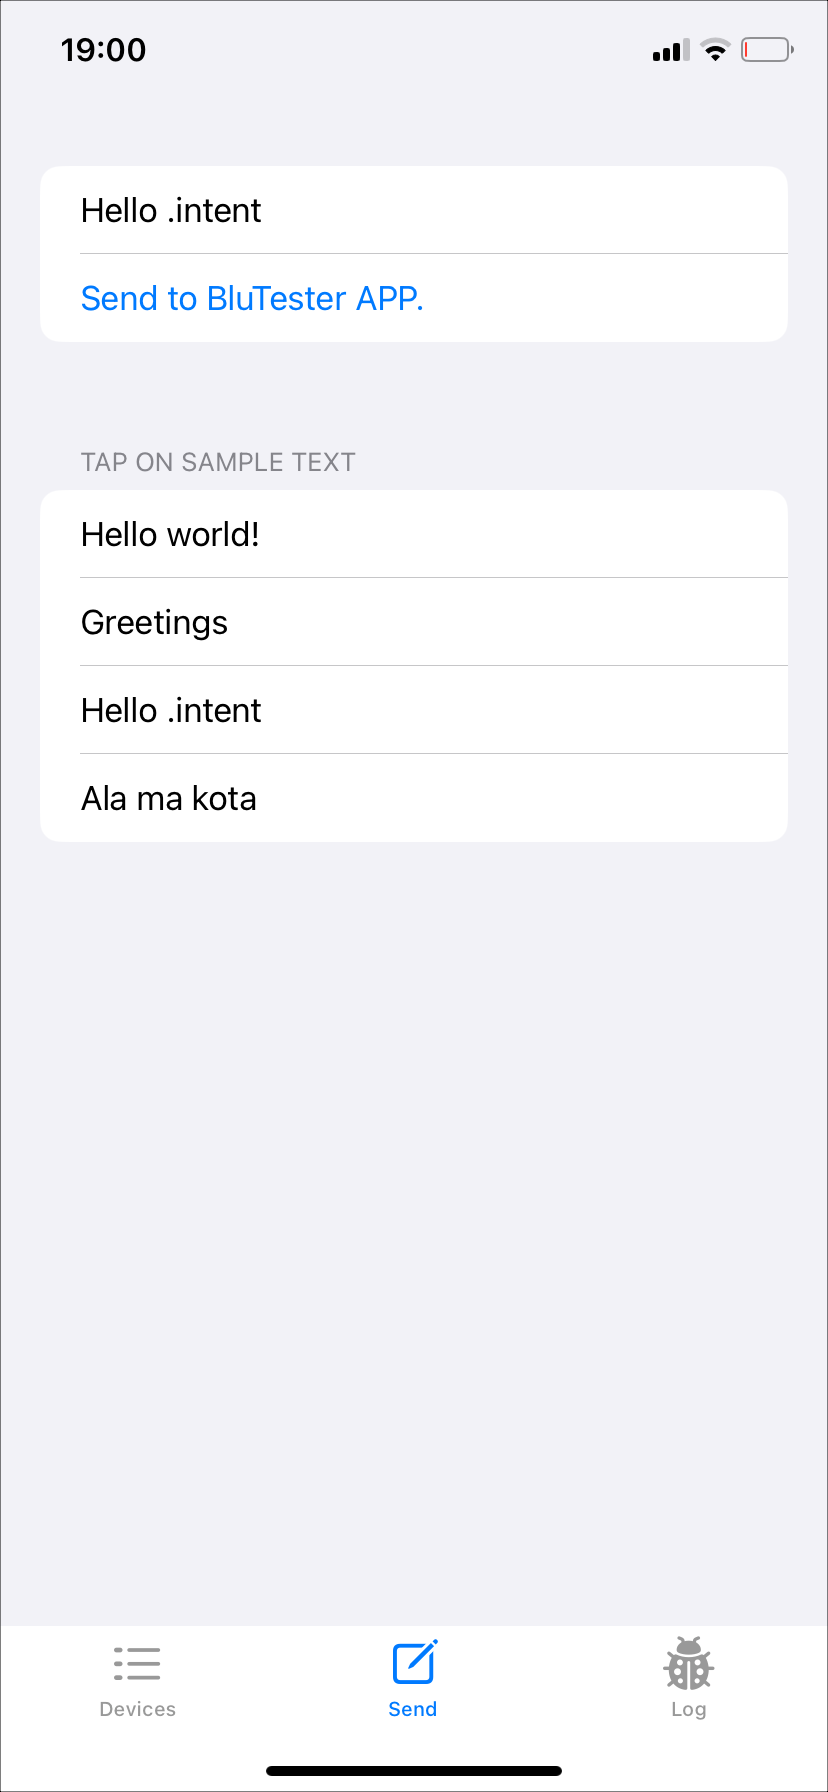 19:00
Hello .intent
Send to BluTester APP.
TAP ON SAMPLE TEXT
Hello world!
Greetings
Hello .intent
Ala ma kota
Devices
Send
Log